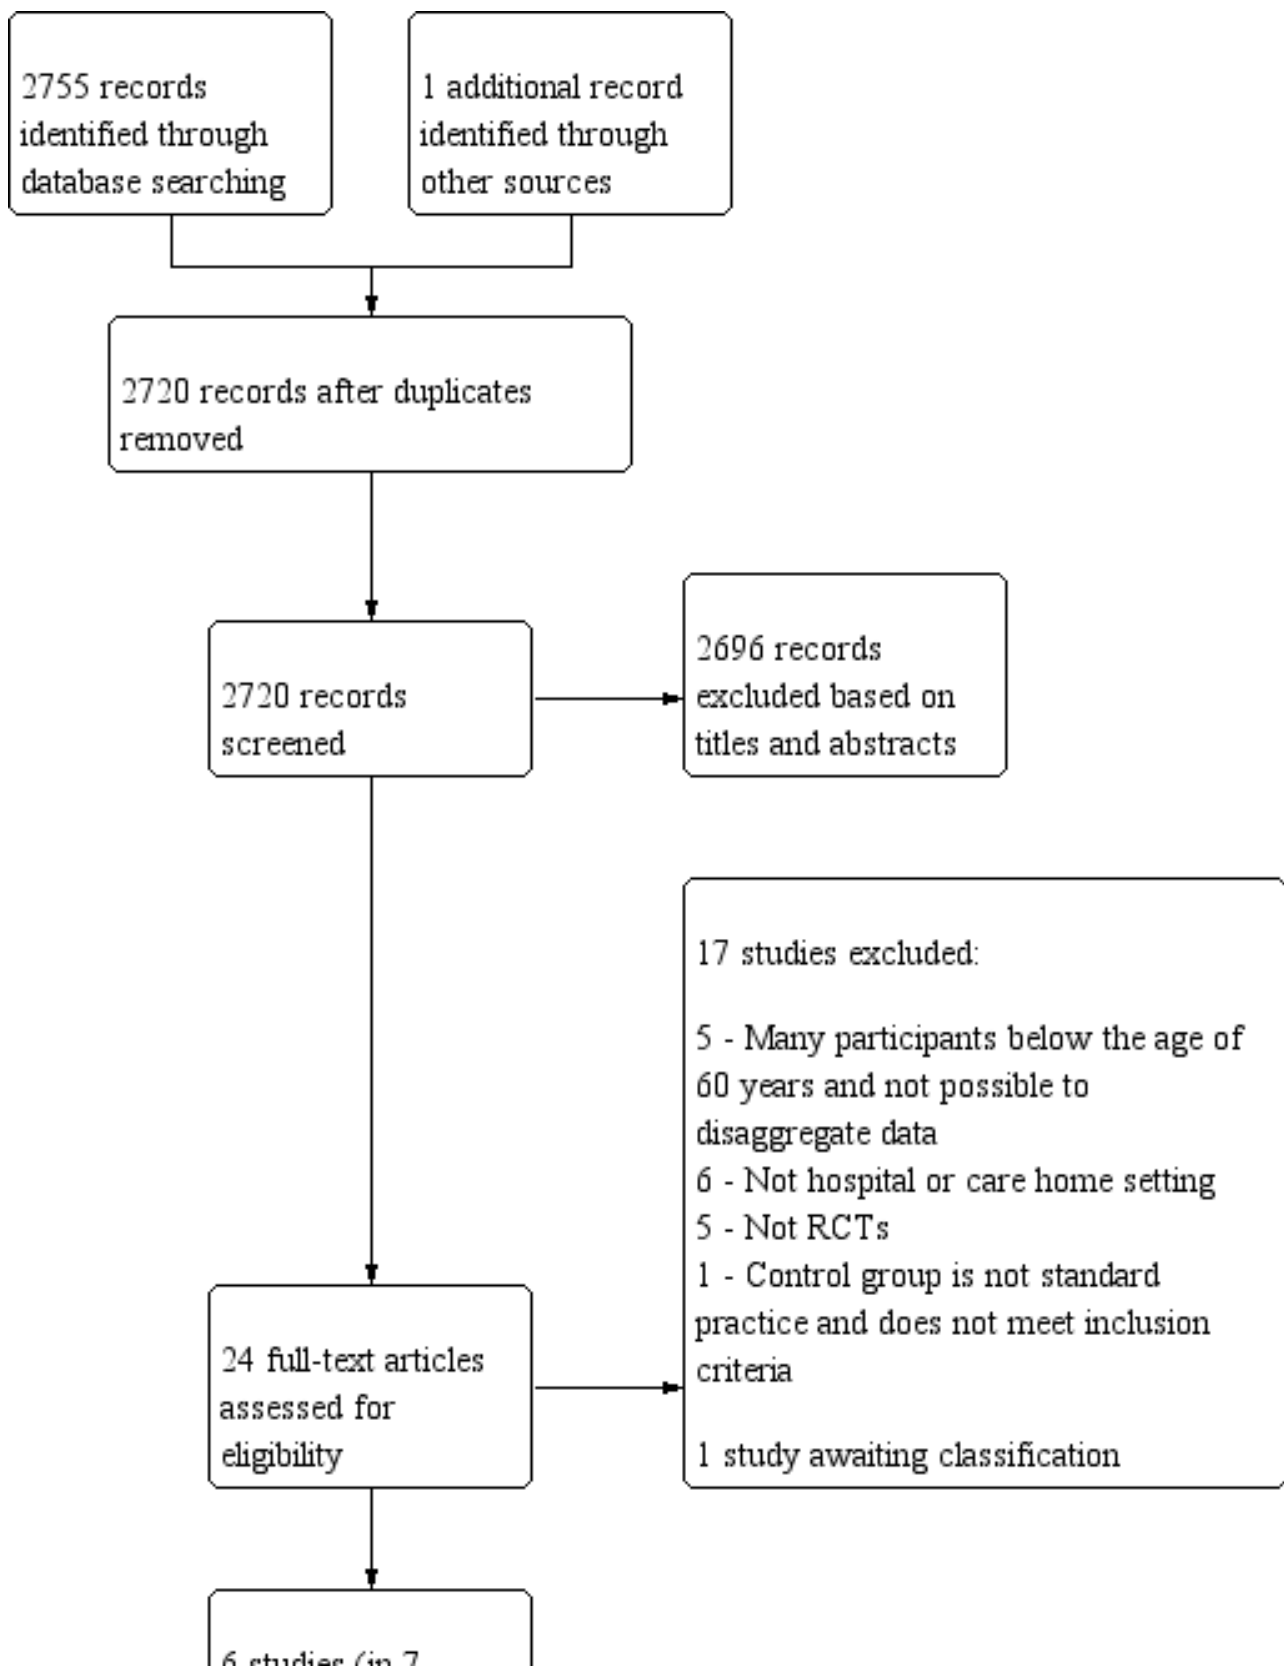 2755 records
identified through
database searching
1 additional record
identified through
other sources
2720 records after duplicates
removed
2720 records
screened
2696 records
excluded based on
titles and abstracts
17 studies excluded:
5 - Many participants below the age of
60 years and not possible to
disaggregate data
6 - Not hospital or care home setting
5 - Not RCTs
1 - Control group is not standard
practice and does not meet inclusion
criteria
1 study awaiting classification
24 full-text articles
assessed for
eligibility
6 studies (in 7